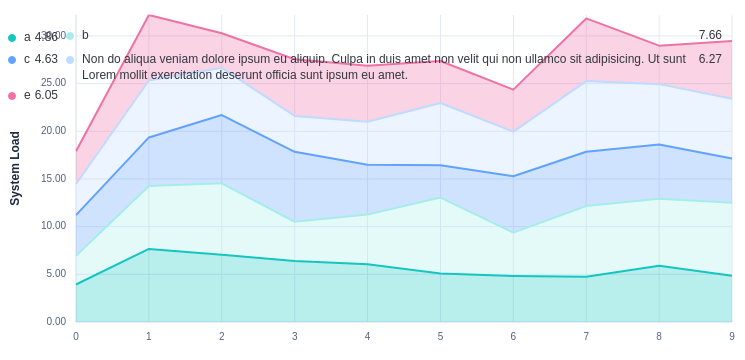 a 4.86
b 7.66
c 4.63
Non do aliqua veniam dolore ipsum eu aliquip. Culpa in duis amet non velit qui non ullamco sit adipisicing. Ut sunt 6.27
Lorem mollit exercitation deserunt officia sunt ipsum eu amet.
e 6.05
System Load
30.00
25.00
20.00
15.00
10.00
5.00
0.00
0 1 2 3 4 5 6 7 8 9